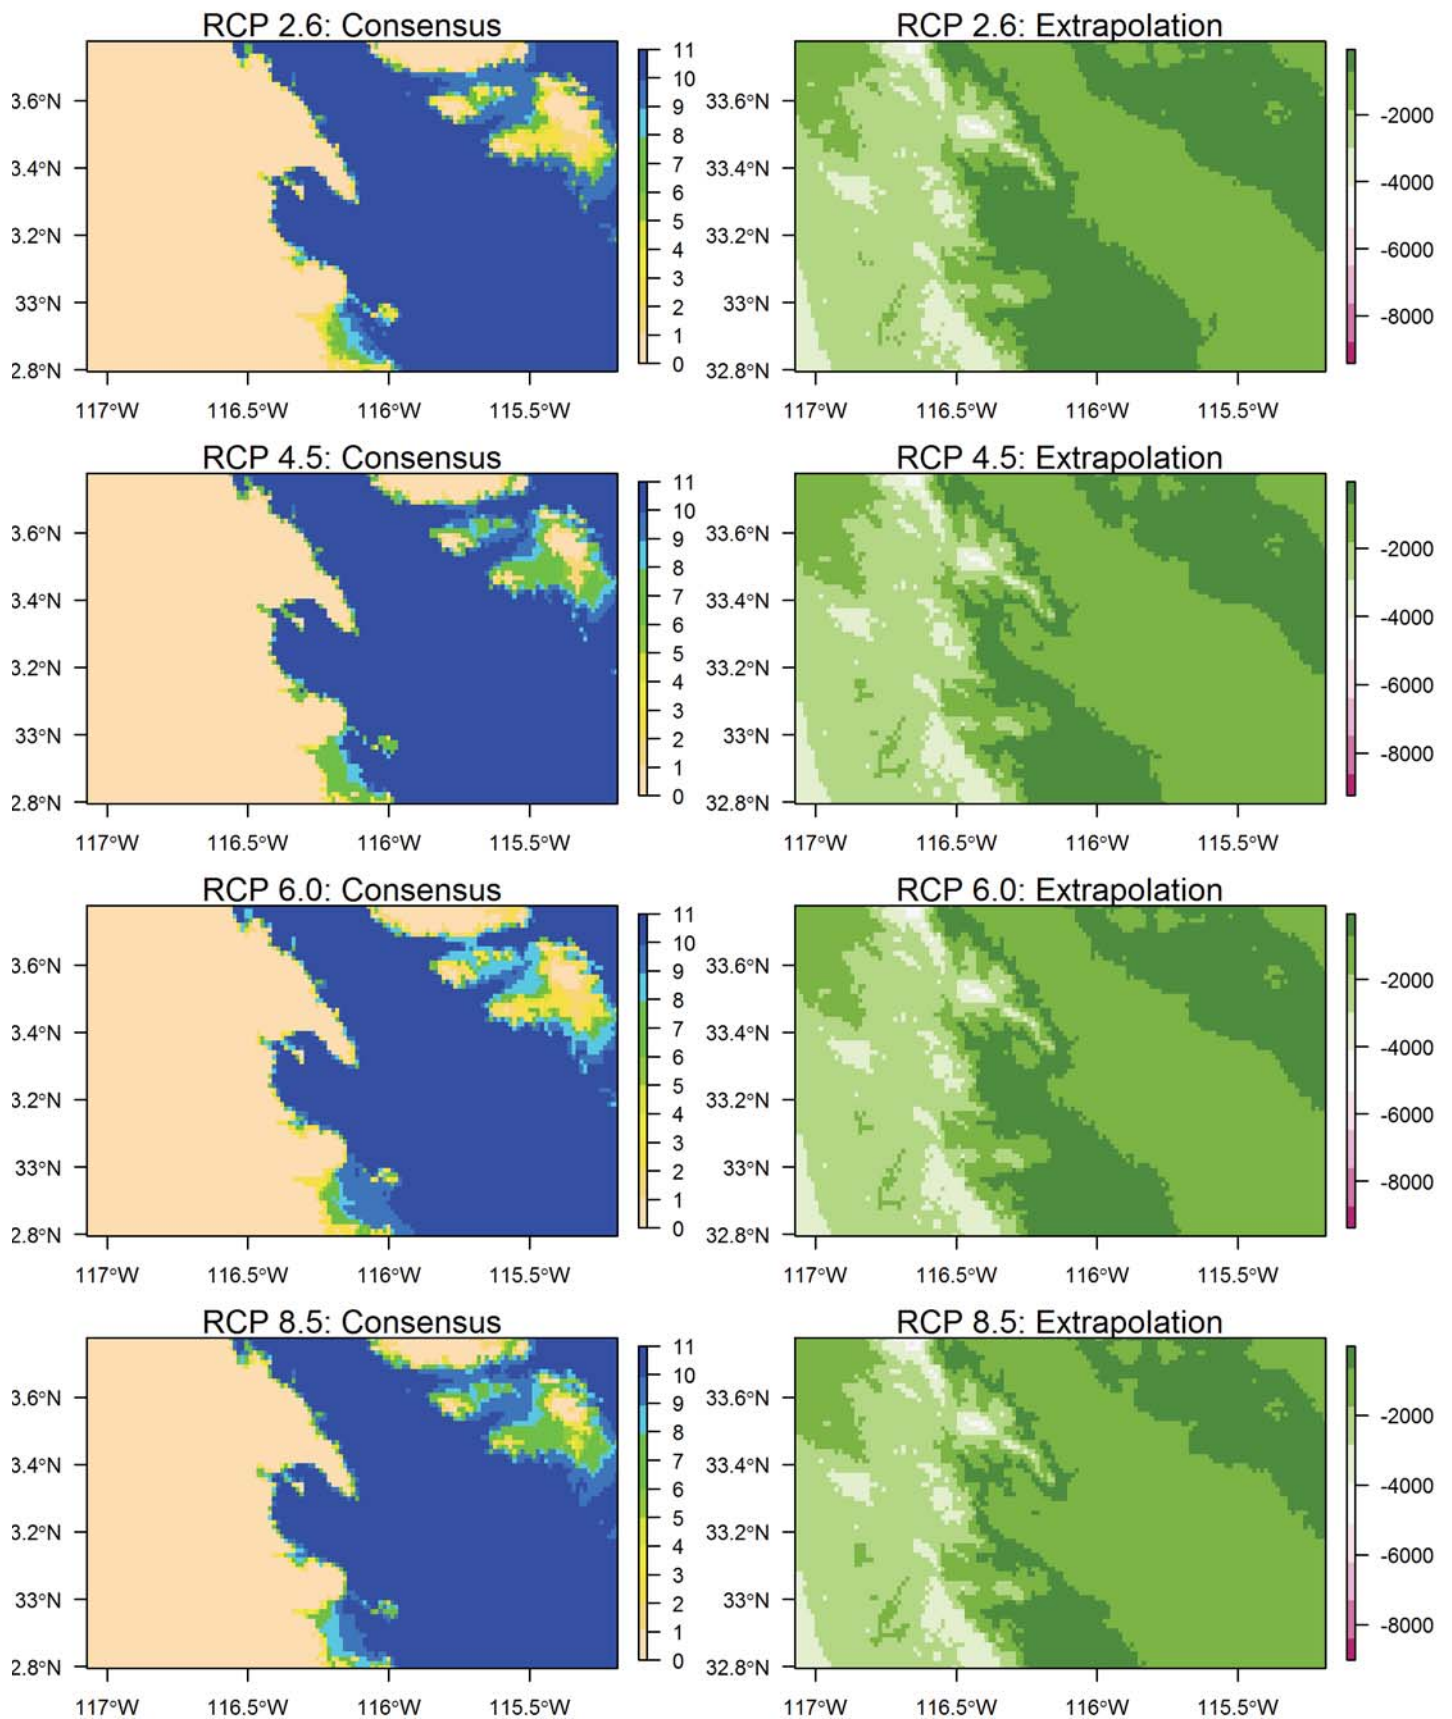 RCP 2.6: Consensus
3.6°N
3.4°N
3.2°N
33°N
2.8°N
117°W 116.5°W 116°W 115.5°W
11
10
9
8
7
6
5
4
3
2
1
0
RCP 2.6: Extrapolation
33.6°N
33.4°N
33.2°N
33°N
32.8°N
117°W 116.5°W 116°W 115.5°W
-2000
-4000
-6000
-8000
RCP 4.5: Consensus
3.6°N
3.4°N
3.2°N
33°N
2.8°N
117°W 116.5°W 116°W 115.5°W
11
10
9
8
7
6
5
4
3
2
1
0
RCP 4.5: Extrapolation
33.6°N
33.4°N
33.2°N
33°N
32.8°N
117°W 116.5°W 116°W 115.5°W
-2000
-4000
-6000
-8000
RCP 6.0: Consensus
3.6°N
3.4°N
3.2°N
33°N
2.8°N
117°W 116.5°W 116°W 115.5°W
11
10
9
8
7
6
5
4
3
2
1
0
RCP 6.0: Extrapolation
33.6°N
33.4°N
33.2°N
33°N
32.8°N
117°W 116.5°W 116°W 115.5°W
-2000
-4000
-6000
-8000
RCP 8.5: Consensus
3.6°N
3.4°N
3.2°N
33°N
2.8°N
117°W 116.5°W 116°W 115.5°W
11
10
9
8
7
6
5
4
3
2
1
0
RCP 8.5: Extrapolation
33.6°N
33.4°N
33.2°N
33°N
32.8°N
117°W 116.5°W 116°W 115.5°W
-2000
-4000
-6000
-8000